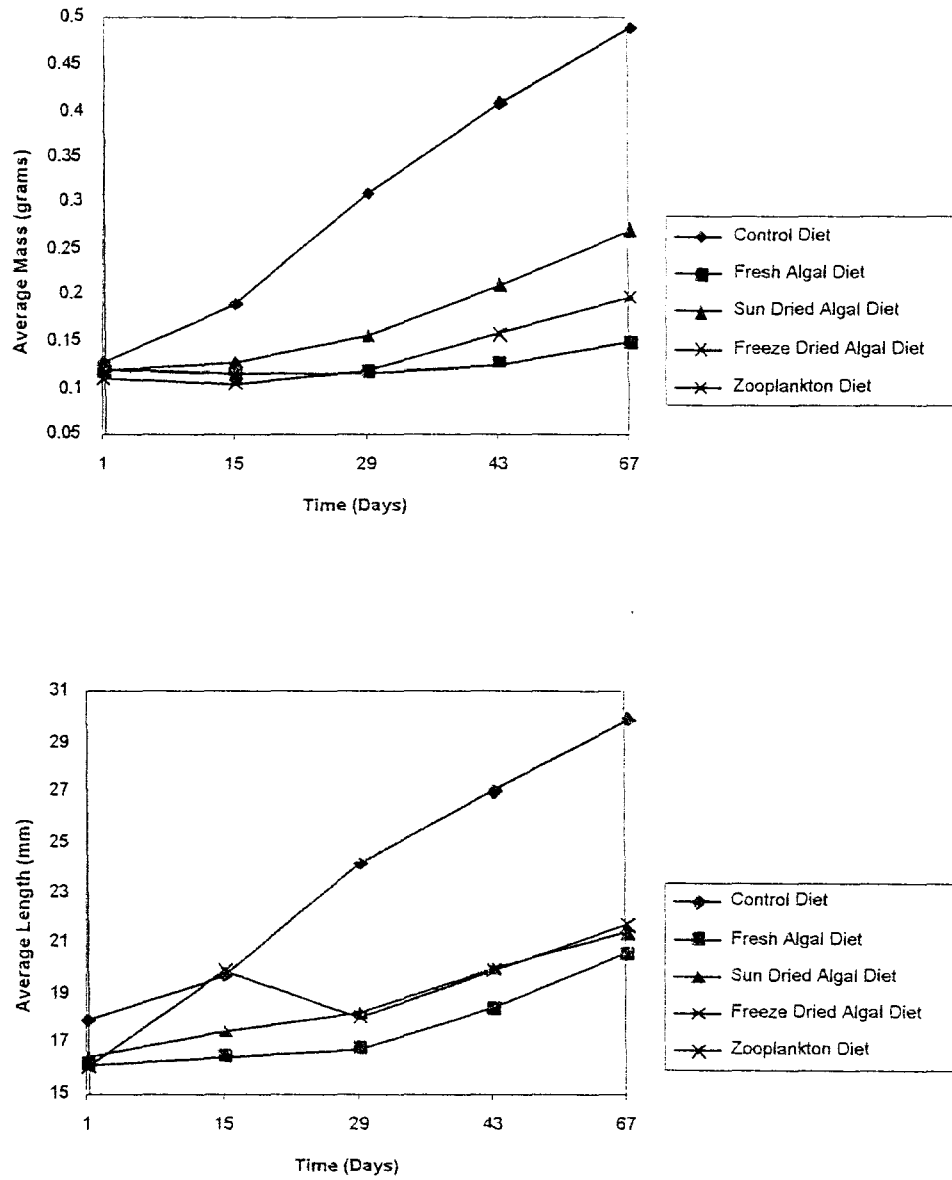 0.5
0.45
0.4
0.35
0.3
0.25
0.2
0.15
0.1
0.05
Average Mass (grams)
1 15 29 43 67
Time (Days)
Control Diet
Fresh Algal Diet
Sun Dried Algal Diet
Freeze Dried Algal Diet
Zooplankton Diet
31
29
27
25
23
21
19
17
15
Average Length (mm)
1 15 29 43 67
Time (Days)
Control Diet
Fresh Algal Diet
Sun Dried Algal Diet
Freeze Dried Algal Diet
Zooplankton Diet